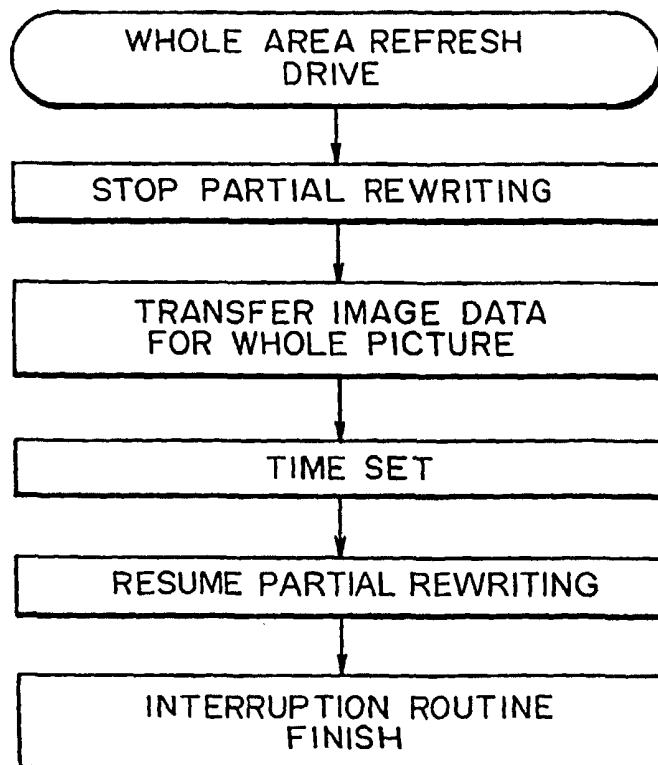 WHOLE AREA REFRESH
DRIVE
STOP PARTIAL REWRITING
TRANSFER IMAGE DATA
FOR WHOLE PICTURE
TIME SET
RESUME PARTIAL REWRITING
INTERRUPTION ROUTINE
FINISH